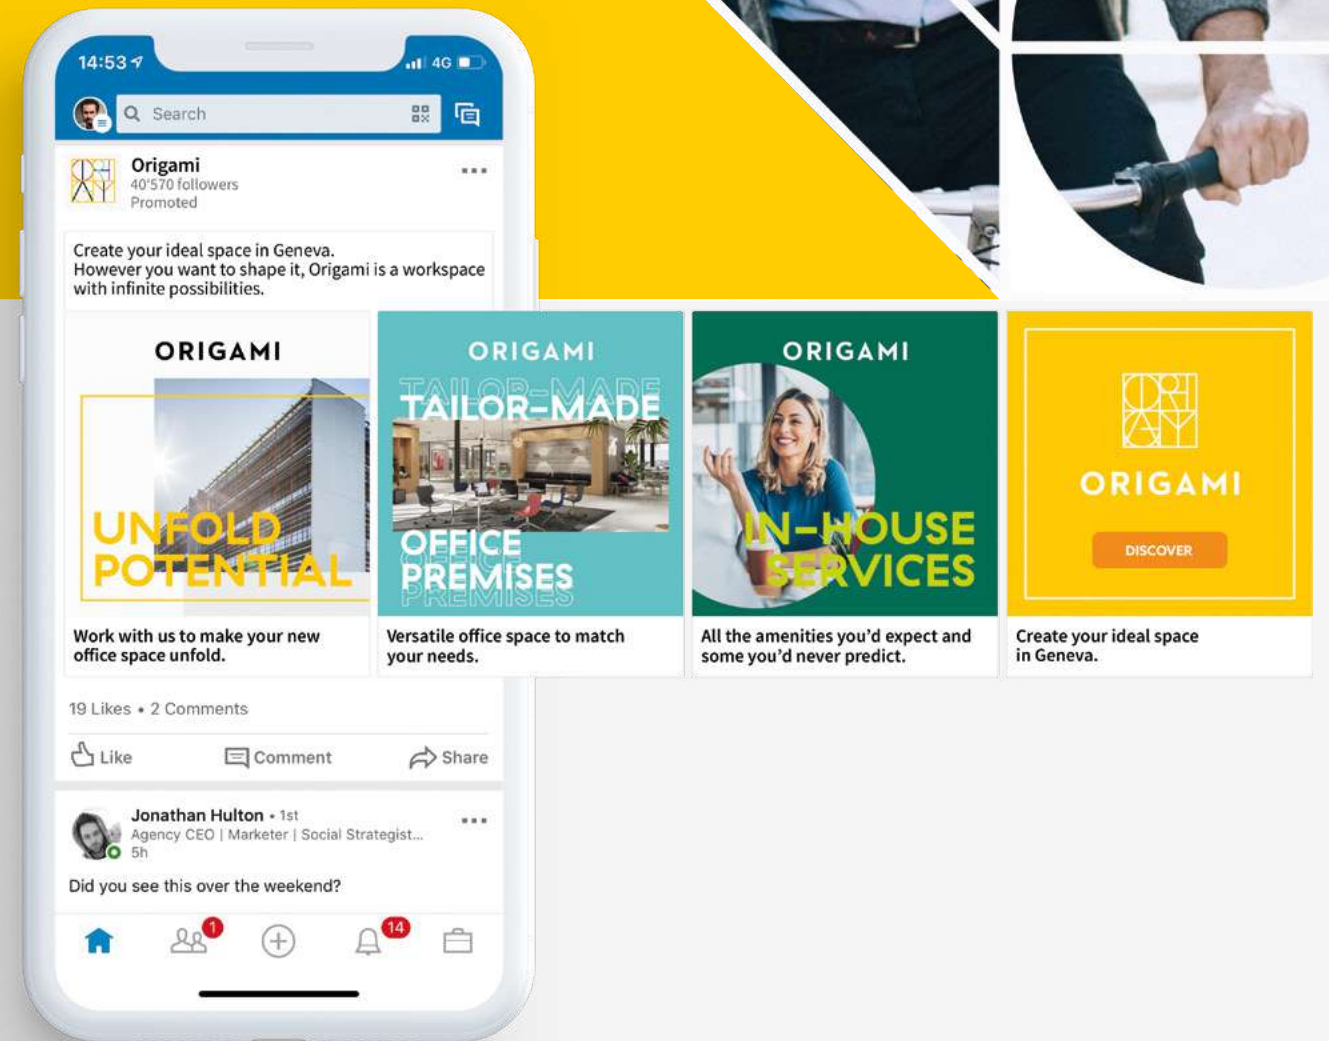 14:53
4G
Search
Origami
40'570 followers
Promoted
Create your ideal space in Geneva.
However you want to shape it, Origami is a workspace
with infinite possibilities.
ORIGAMI
UNFOLD
POTENTIAL
Work with us to make your new
office space unfold.
ORIGAMI
TAILOR-MADE
TAILOR-MADE
OFFICE
OFFICE
PREMISES
PREMISES
Versatile office space to match
your needs.
ORIGAMI
IN-HOUSE
SERVICES
All the amenities you'd expect and
some you'd never predict.
ORIGAMI
DISCOVER
Create your ideal space
in Geneva.
19 Likes • 2 Comments
Like
Comment
Share
Jonathan Hulton • 1st
Agency CEO | Marketer | Social Strategist...
5h
Did you see this over the weekend?
1
14